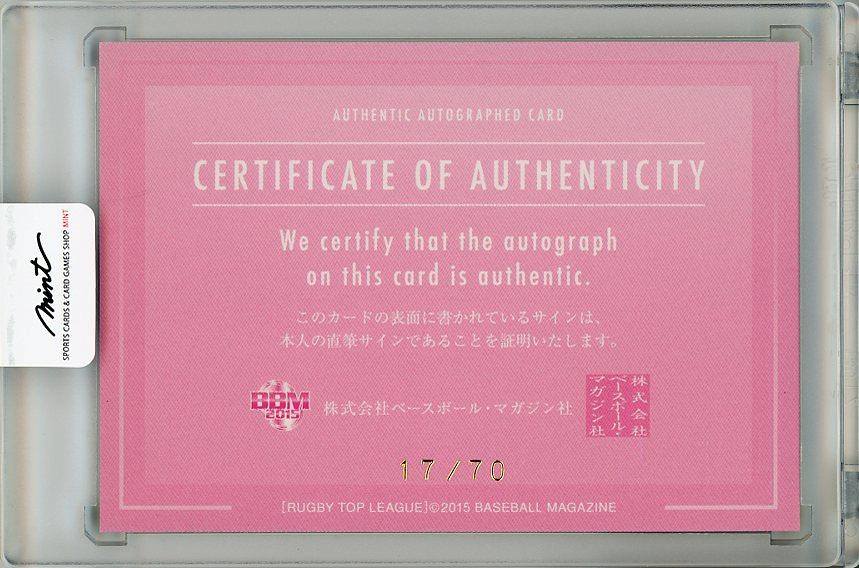 AUTHENTIC AUTOGRAPHED CARD
CERTIFICATE OF AUTHENTICITY
We certify that the autograph
on this card is authentic.
このカードの表面に書かれているサインは、
本人の直筆サインであることを証明いたします。
BBM
2015
株式会社ベースボール・マガジン社
株式会社
ベースボール・
マガジン社
17/70
[RUGBY TOP LEAGUE]©2015 BASEBALL MAGAZINE
mint
SPORTS CARDS & CARD GAMES SHOP MINT